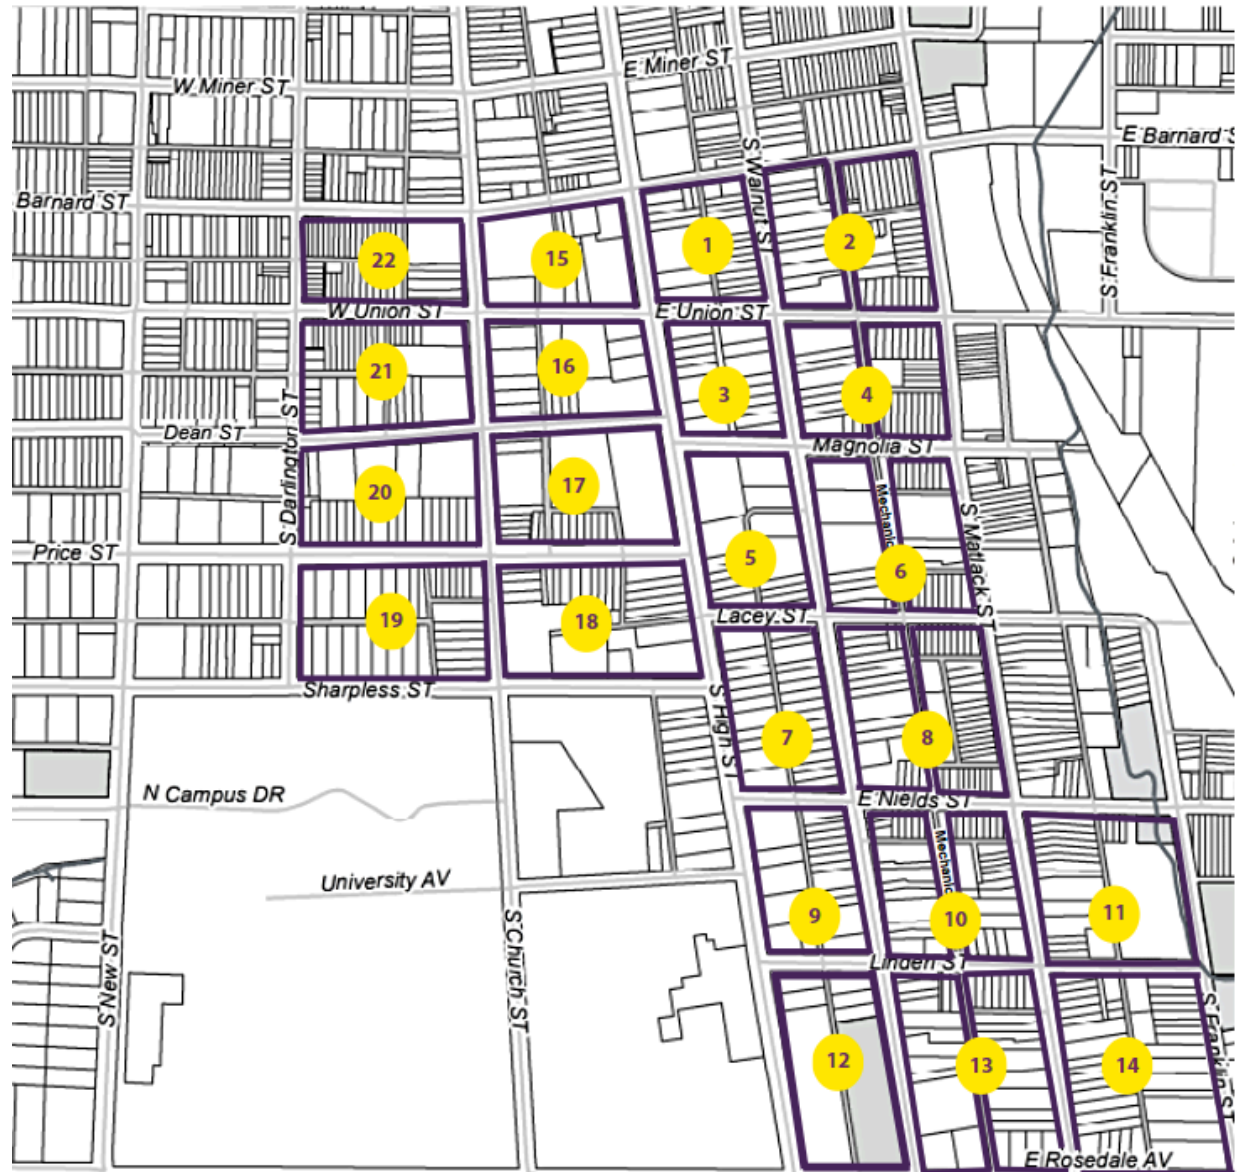 E Miner ST
W Miner ST
E Barnard S
S Walnut ST
S Franklin ST
Barnard ST
1
2
22
15
W Union ST
E Union ST
21
16
3
4
S Darlington ST
Dean ST
Magnolia ST
20
17
Mechanic
S Matlack ST
Price ST
5
6
19
18
Lacey ST
Sharpless ST
S High ST
7
8
N Campus DR
E Nields ST
Mechanic
University AV
9
10
11
S Church ST
S New ST
Linden ST
12
13
14
S Franklin ST
E Rosedale AV